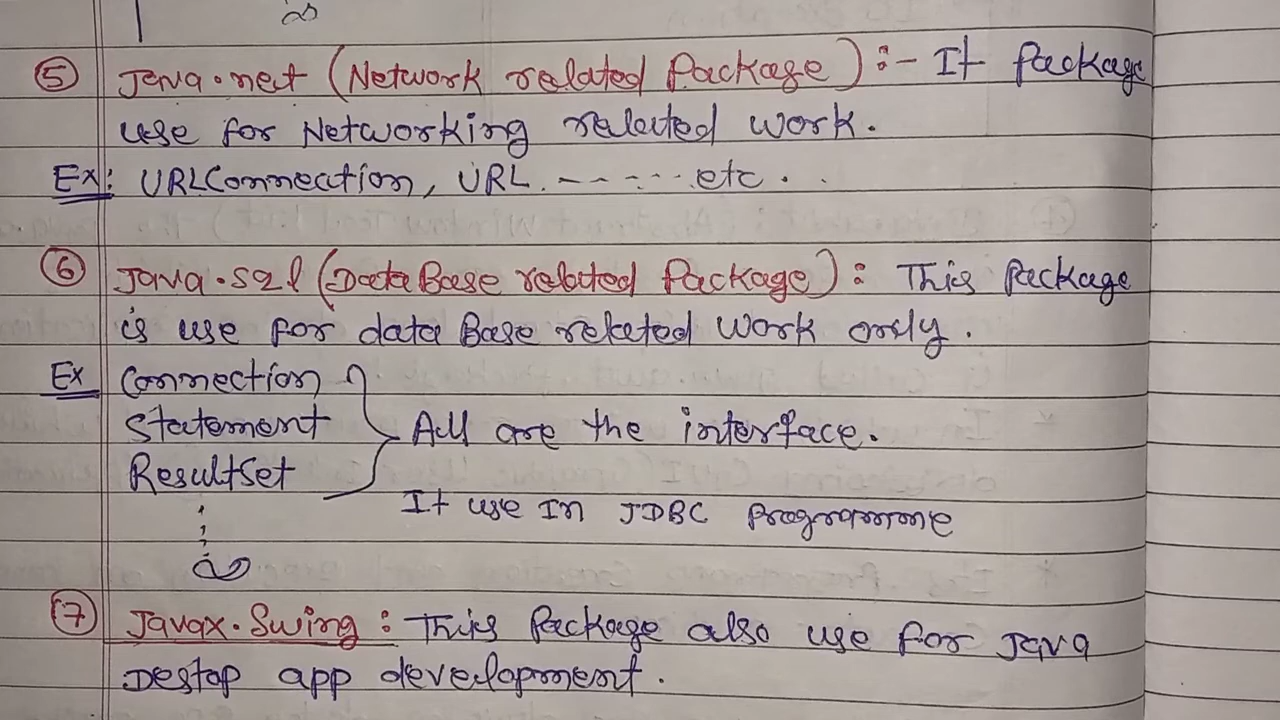 ⑤ Java.net (Network related Package) :- It Package
use for Networking related work.
Ex: URLConnection, URL. ------ etc . .
⑥ Java.sql (DataBase related Package) : This Package
is use for data Base related work only.
Ex Connection
Statement All are the interface.
ResultSet
It use In JDBC Programme
⑦ Javax.Swing : This Package also use for Java
Destop app development.